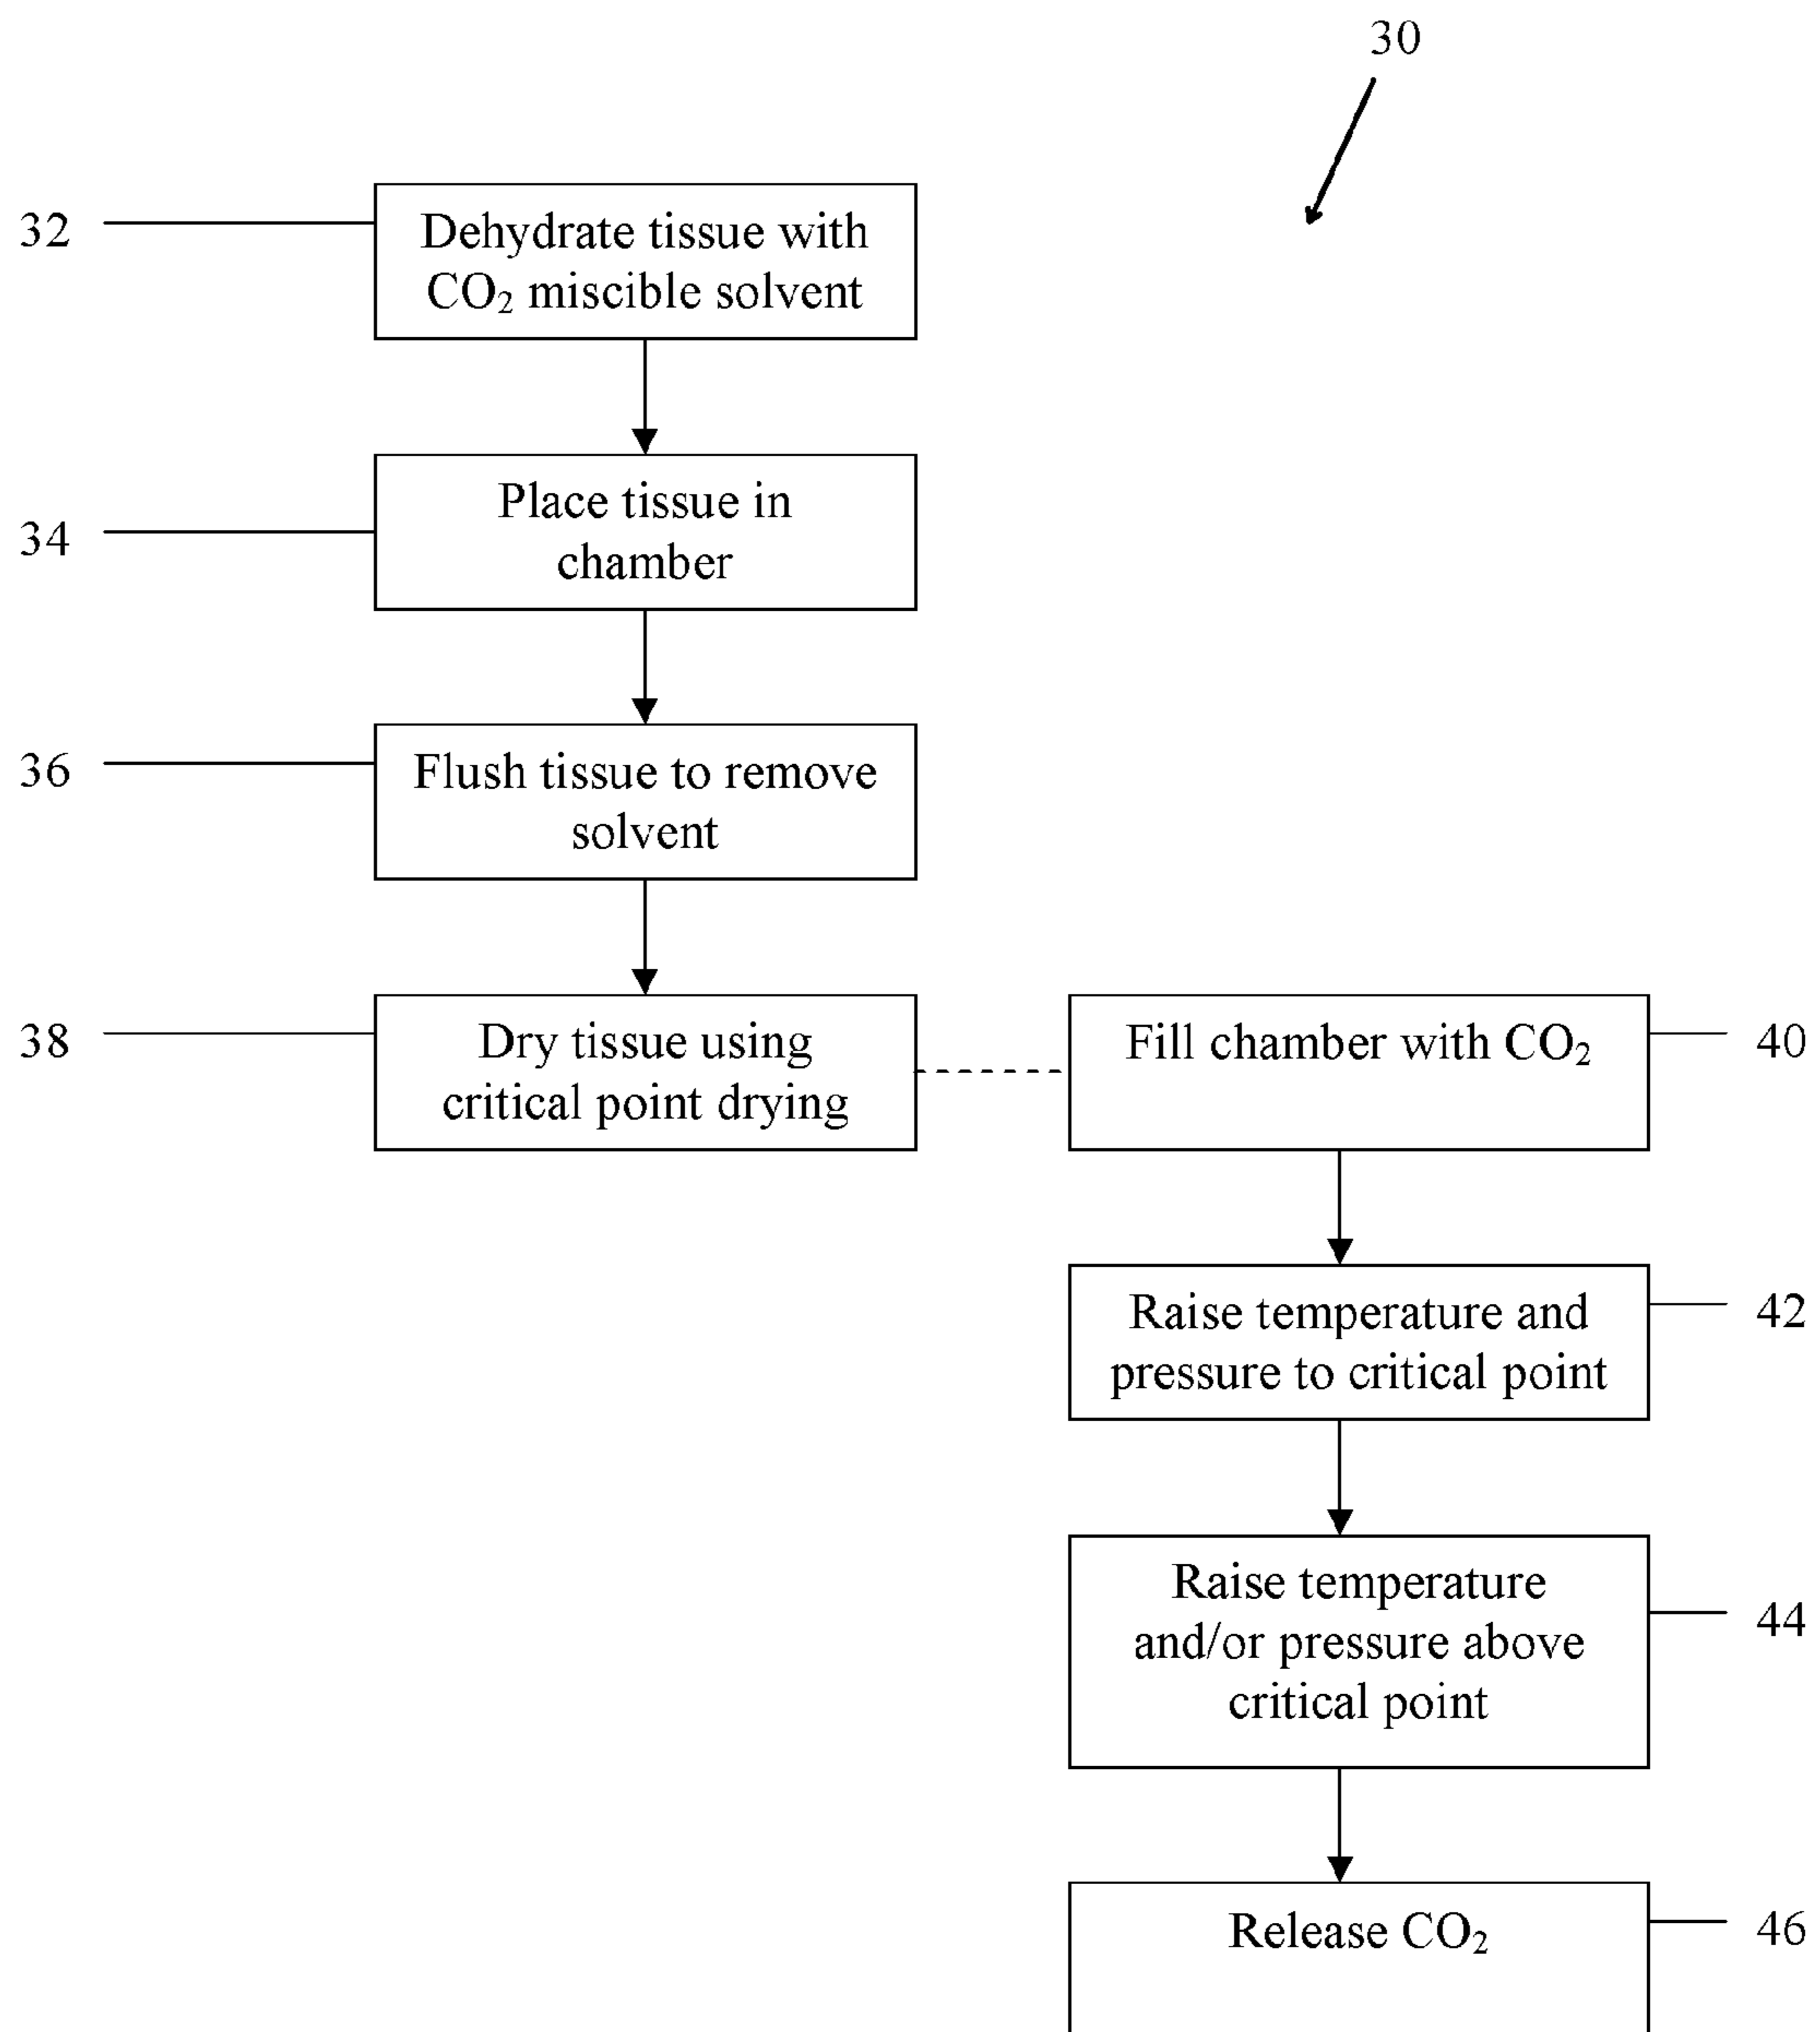 30
32
Dehydrate tissue with
CO₂ miscible solvent
34
Place tissue in
chamber
36
Flush tissue to remove
solvent
38
Dry tissue using
critical point drying
Fill chamber with CO₂
40
Raise temperature and
pressure to critical point
42
Raise temperature
and/or pressure above
critical point
44
Release CO₂
46